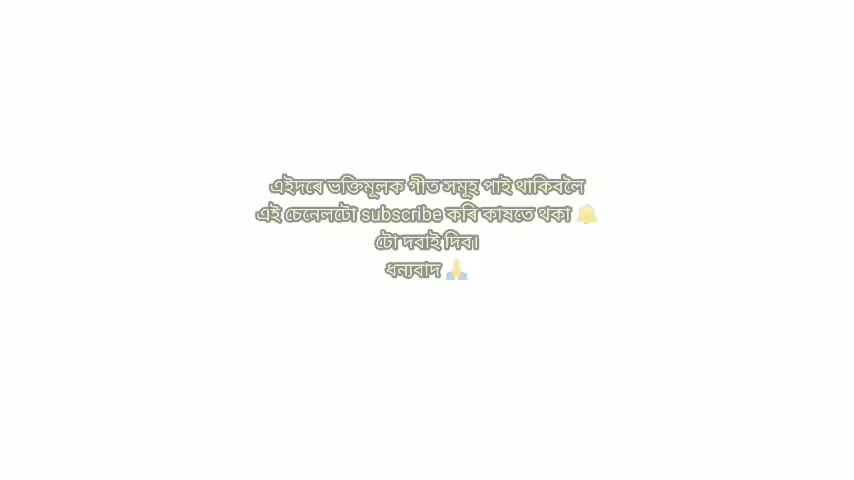 এইদৰে ভক্তিমূলক গীত সমূহ পাই থাকিবলৈ
এই চেনেলটো subscribe কৰি কাষতে থকা 🔔
টো দবাই দিব।
ধন্যবাদ 🙏